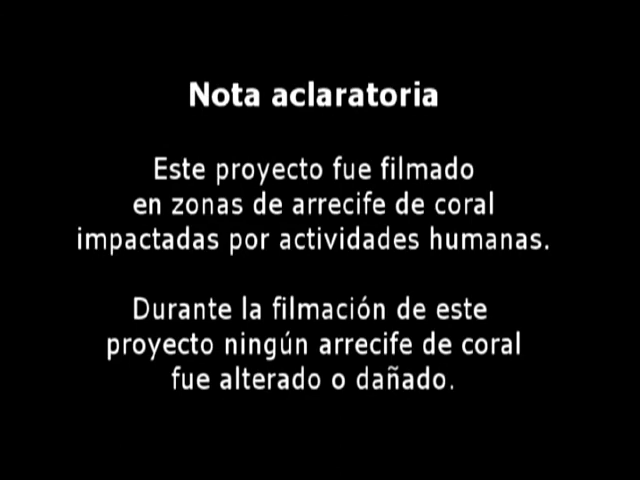 Nota aclaratoria
Este proyecto fue filmado
en zonas de arrecife de coral
impactadas por actividades humanas.
Durante la filmación de este
proyecto ningún arrecife de coral
fue alterado o dañado.